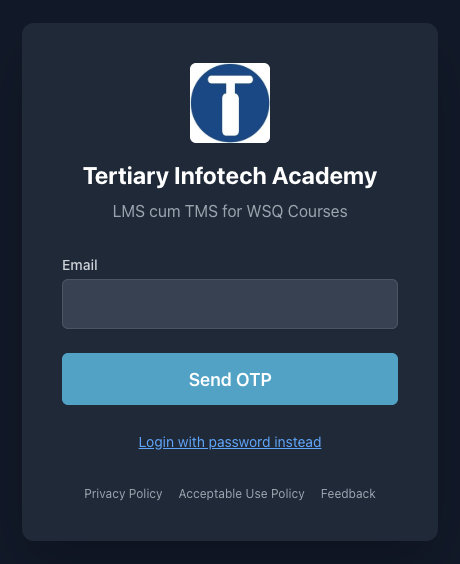 Tertiary Infotech Academy
LMS cum TMS for WSQ Courses
Email
Send OTP
Login with password instead
Privacy Policy Acceptable Use Policy Feedback